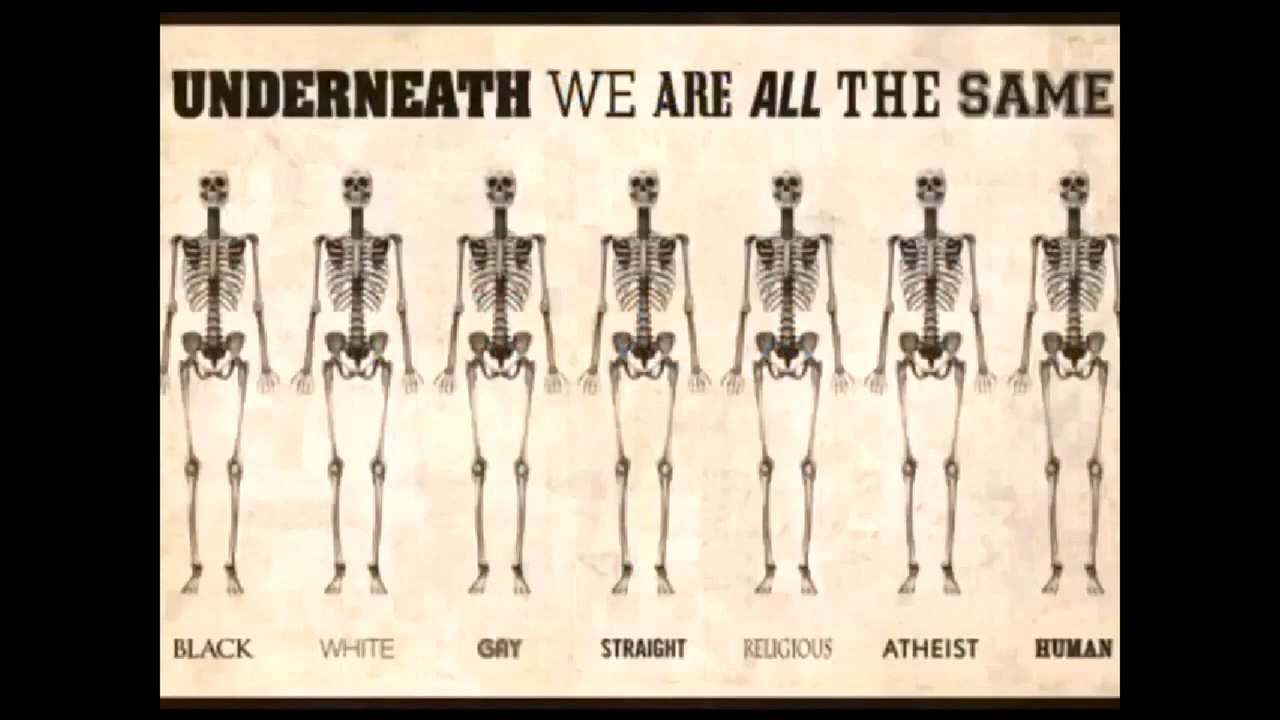 UNDERNEATH WE ARE ALL THE SAME
BLACK WHITE GAY STRAIGHT RELIGIOUS ATHEIST HUMAN